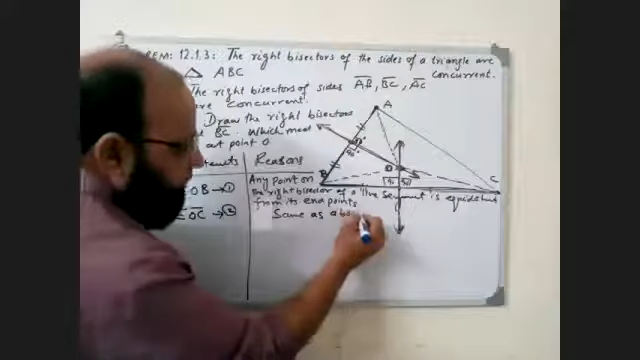 REM: 12.1.3: The right bisectors of the sides of a triangle are
concurrent.
△ ABC
The right bisectors of sides AB, BC, AC
are concurrent.
Draw the right bisectors
BC. Which meet
at point O
Reasons
Any point on
the right bisector of a line segment is equidistant
from its end points
OB → ①
OC → ②
Same as abo
A
B
C
O
90°